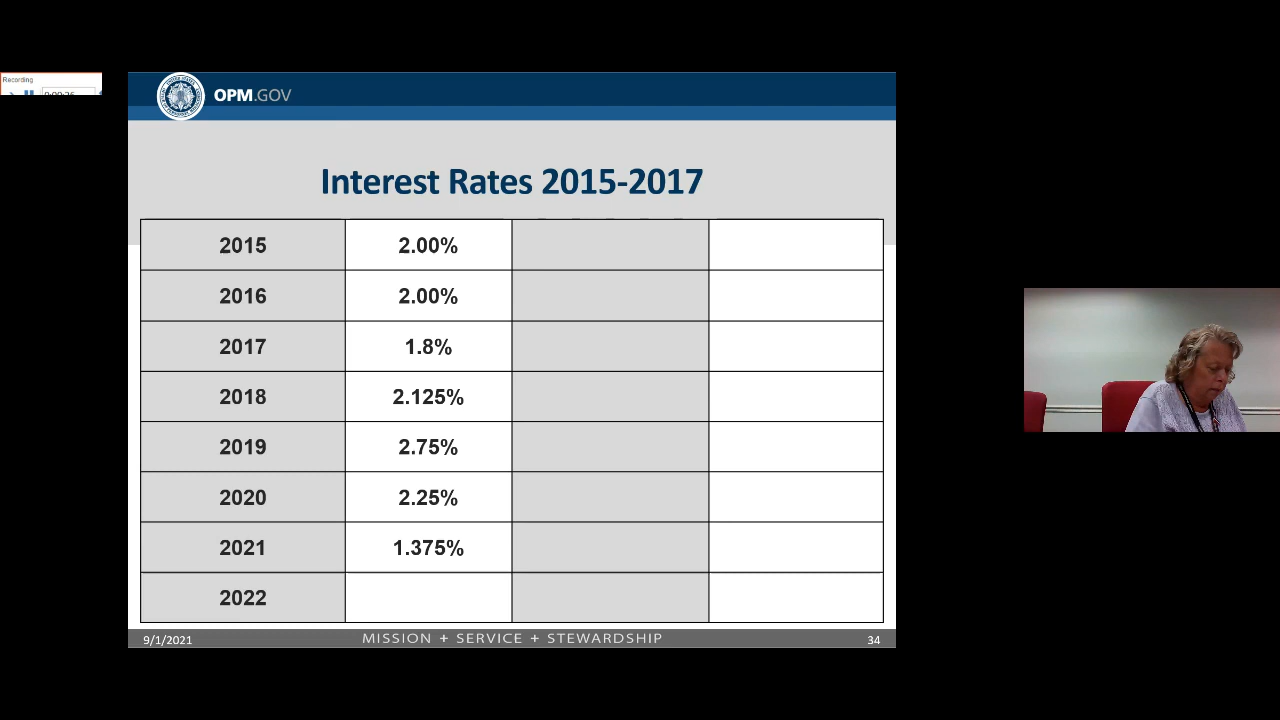 Recording
OPM.GOV
Interest Rates 2015-2017
2015 2.00%
2016 2.00%
2017 1.8%
2018 2.125%
2019 2.75%
2020 2.25%
2021 1.375%
2022
9/1/2021 MISSION + SERVICE + STEWARDSHIP 34